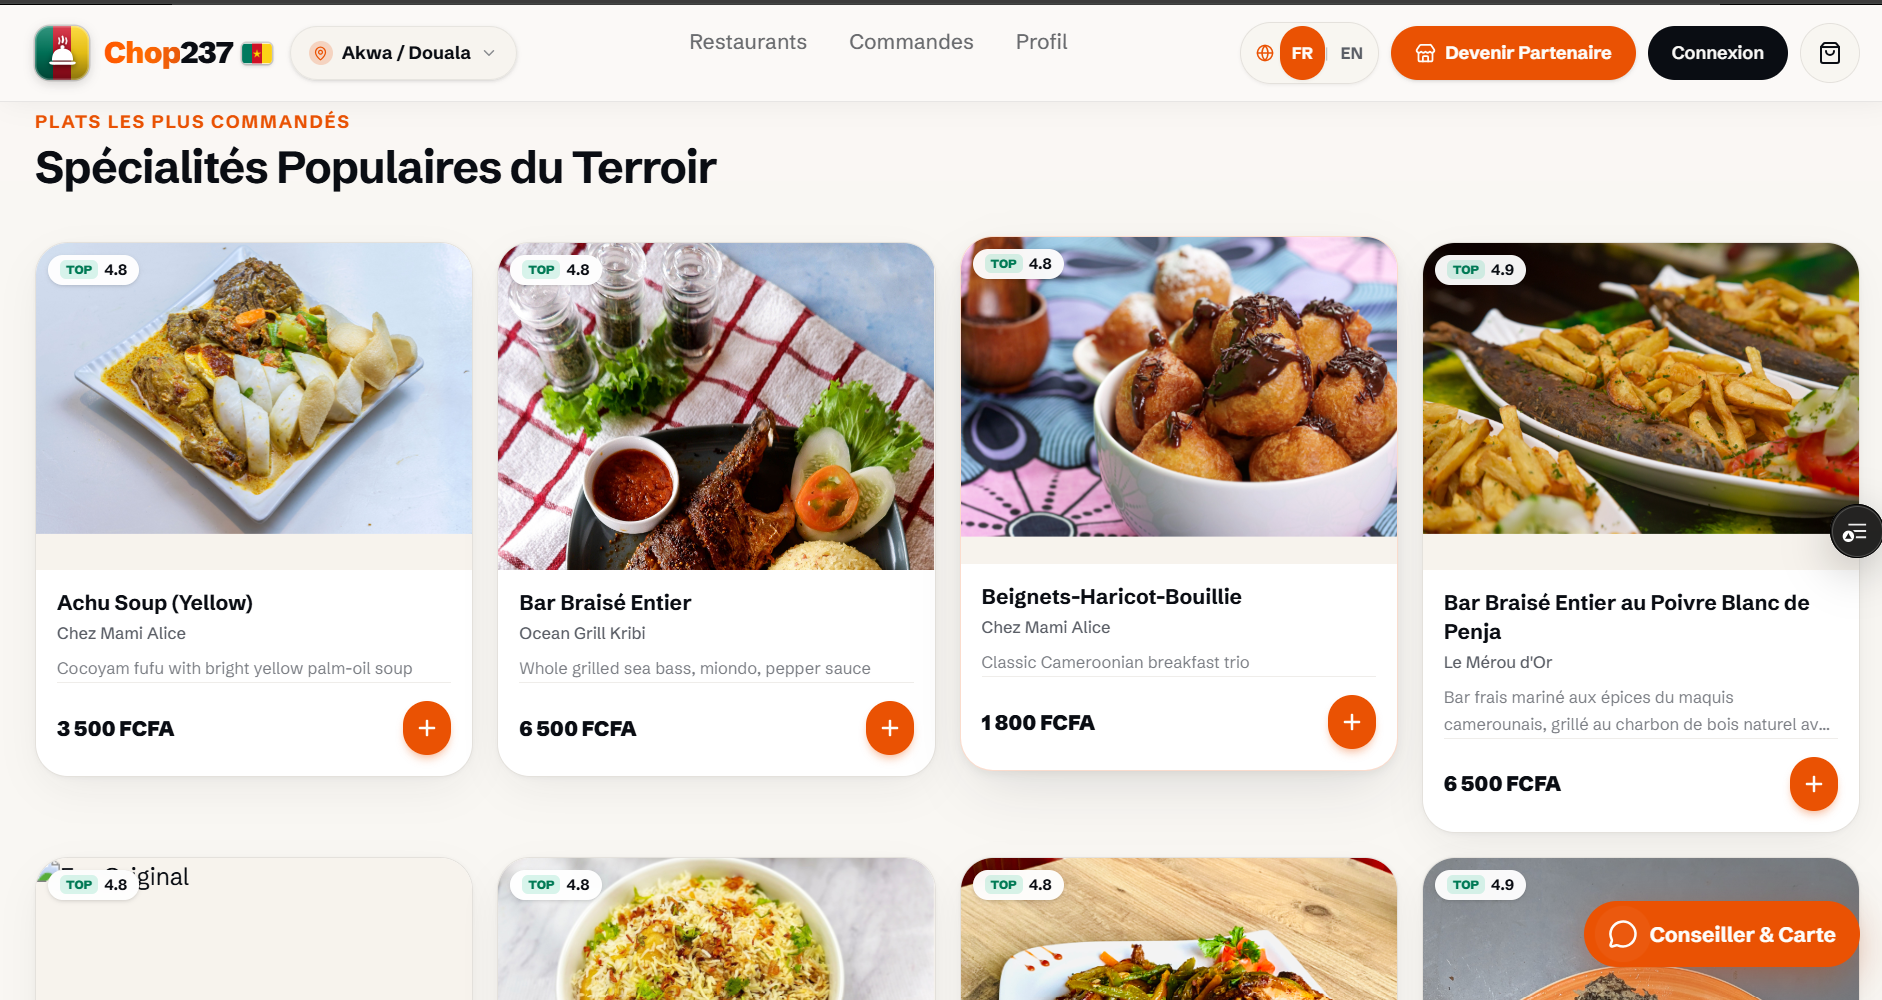 Chop237
Akwa / Douala
Restaurants
Commandes
Profil
FR
EN
Devenir Partenaire
Connexion
PLATS LES PLUS COMMANDÉS
Spécialités Populaires du Terroir
TOP 4.8
TOP 4.8
TOP 4.8
TOP 4.9
Achu Soup (Yellow)
Chez Mami Alice
Cocoyam fufu with bright yellow palm-oil soup
3 500 FCFA
Bar Braisé Entier
Ocean Grill Kribi
Whole grilled sea bass, miondo, pepper sauce
6 500 FCFA
Beignets-Haricot-Bouillie
Chez Mami Alice
Classic Cameroonian breakfast trio
1 800 FCFA
Bar Braisé Entier au Poivre Blanc de
Penja
Le Mérou d'Or
Bar frais mariné aux épices du maquis
camerounais, grillé au charbon de bois naturel av...
6 500 FCFA
TOP 4.8
TOP 4.8
TOP 4.8
TOP 4.9
Conseiller & Carte